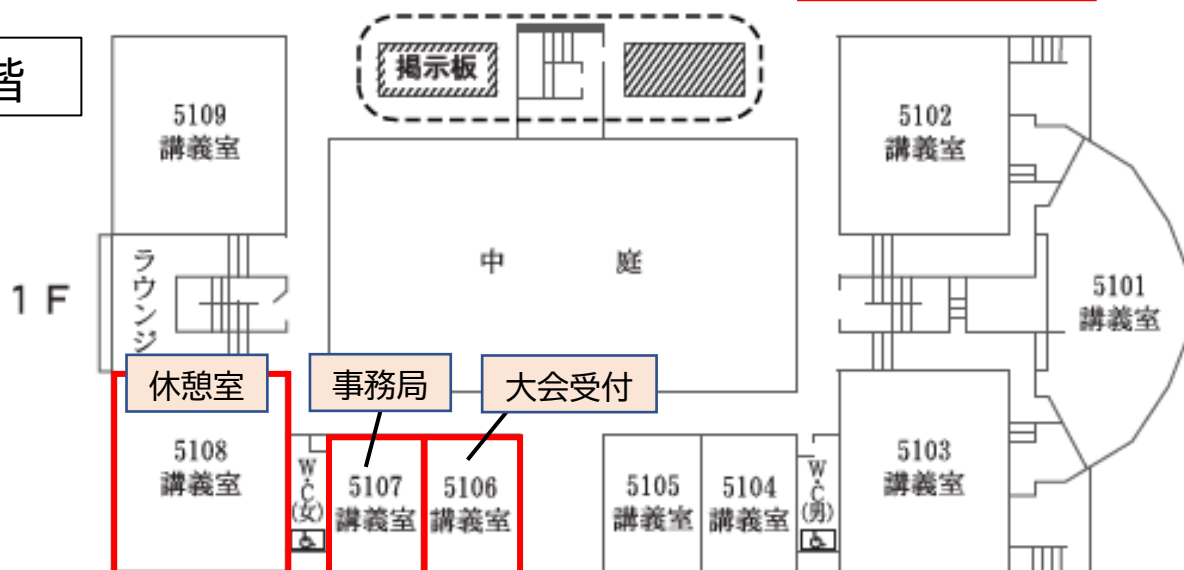 階
掲示板
5109
講義室
5102
講義室
中庭
ラウンジ
1F
5101
講義室
休憩室
事務局
大会受付
5108
講義室
W.C(女)
5107
講義室
5106
講義室
5105
講義室
5104
講義室
W.C(男)
5103
講義室